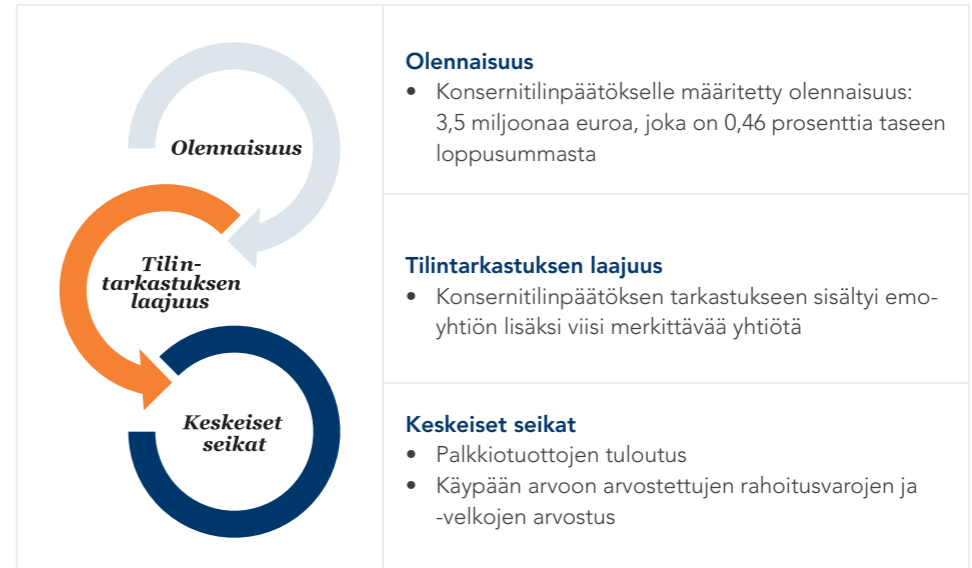 Olennaisuus
Tilin-
tarkastuksen
laajuus
Keskeiset
seikat
Olennaisuus
• Konsernitilinpäätökselle määritetty olennaisuus:
3,5 miljoonaa euroa, joka on 0,46 prosenttia taseen
loppusummasta
Tilintarkastuksen laajuus
• Konsernitilinpäätöksen tarkastukseen sisältyi emo-
yhtiön lisäksi viisi merkittävää yhtiötä
Keskeiset seikat
• Palkkiotuottojen tuloutus
• Käypään arvoon arvostettujen rahoitusvarojen ja
-velkojen arvostus